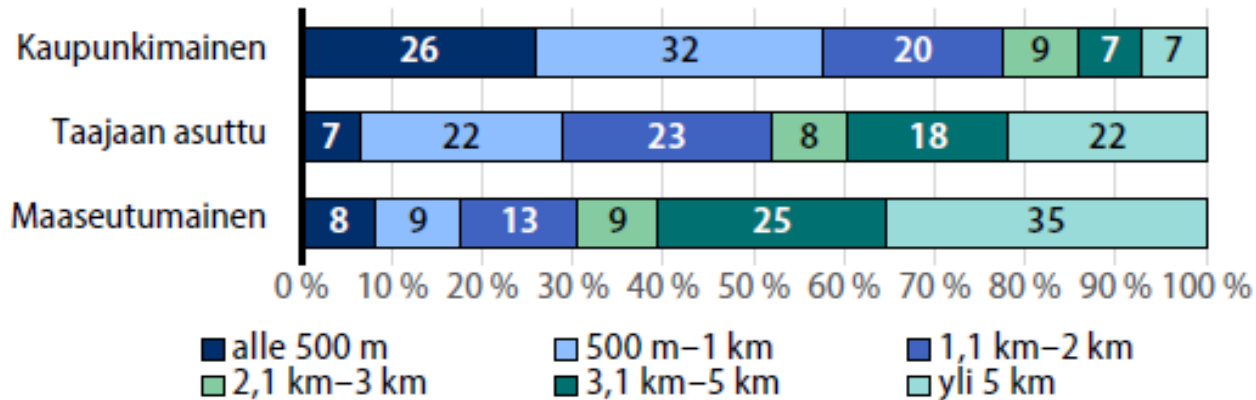 Kaupunkimainen 26 32 20 9 7 7
Taajaan asuttu 7 22 23 8 18 22
Maaseutumainen 8 9 13 9 25 35
0 % 10 % 20 % 30 % 40 % 50 % 60 % 70 % 80 % 90 % 100 %
alle 500 m 500 m–1 km 1,1 km–2 km
2,1 km–3 km 3,1 km–5 km yli 5 km